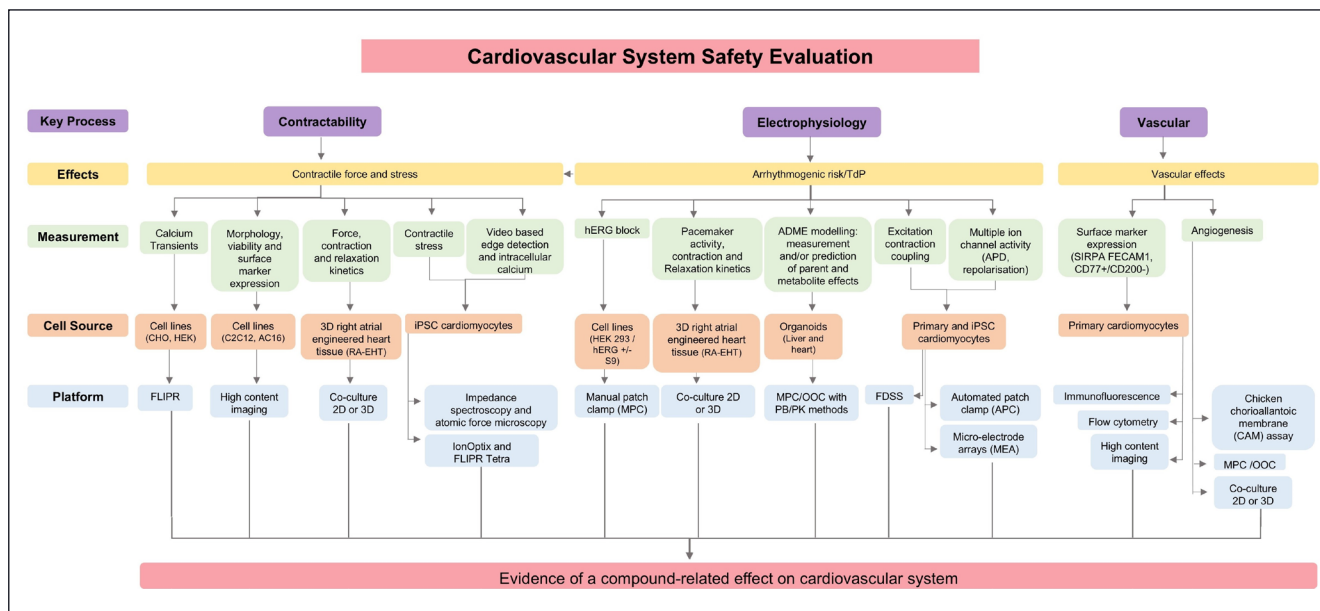 Cardiovascular System Safety Evaluation
Key Process
Contractability
Electrophysiology
Vascular
Effects
Contractile force and stress
Arrhythmogenic risk/TdP
Vascular effects
Measurement
Calcium
Transients
Morphology,
viability and
surface
marker
expression
Force,
contraction
and relaxation
kinetics
Contractile
stress
Video based
edge detection
and intracellular
calcium
hERG block
Pacemaker
activity,
contraction and
Relaxation kinetics
ADME modelling:
measurement
and/or prediction
of parent and
metabolite effects
Excitation
contraction
coupling
Multiple ion
channel activity
(APD,
repolarisation)
Surface marker
expression
(SIRPA FECAM1,
CD77+/CD200-)
Angiogenesis
Cell Source
Cell lines
(CHO, HEK)
Cell lines
(C2C12, AC16)
3D right atrial
engineered heart
tissue (RA-EHT)
iPSC cardiomyocytes
Cell lines
(HEK 293 /
hERG +/-
S9)
3D right atrial
engineered heart
tissue (RA-EHT)
Organoids
(Liver and
heart)
Primary and iPSC
cardiomyocytes
Primary cardiomyocytes
Platform
FLIPR
High content
imaging
Co-culture
2D or 3D
Impedance
spectroscopy and
atomic force microscopy
IonOptix and
FLIPR Tetra
Manual patch
clamp (MPC)
Co-culture 2D
or 3D
MPC/OOC with
PB/PK methods
FDSS
Automated patch
clamp (APC)
Micro-electrode
arrays (MEA)
Immunofluorescence
Flow cytometry
High content
imaging
Chicken
chorioallantoic
membrane
(CAM) assay
MPC /OOC
Co-culture
2D or 3D
Evidence of a compound-related effect on cardiovascular system